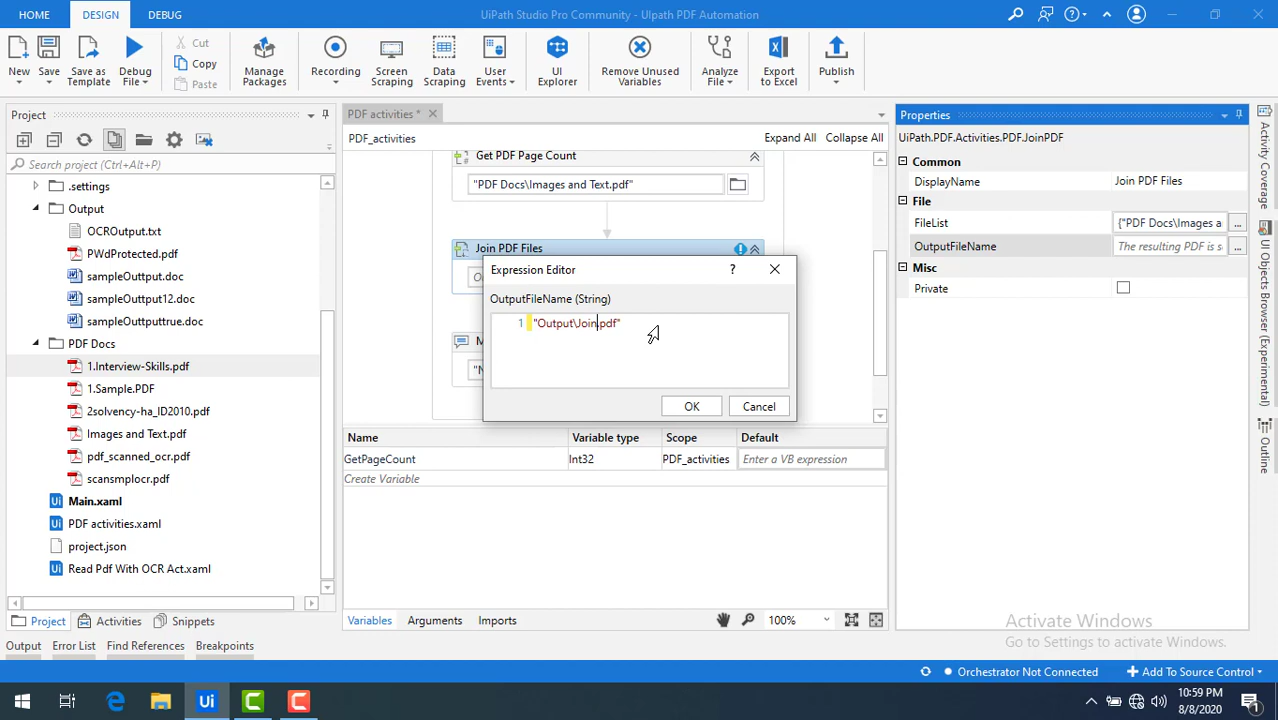 HOME DESIGN DEBUG
UiPath Studio Pro Community - UIpath PDF Automation
New
Save
Save as Template
Debug File
Cut
Copy
Paste
Manage Packages
Recording
Screen Scraping
Data Scraping
User Events
UI Explorer
Remove Unused Variables
Analyze File
Export to Excel
Publish
Project
Search project (Ctrl+Alt+P)
.settings
Output
OCROutput.txt
PWdProtected.pdf
sampleOuttput.doc
sampleOuttput12.doc
sampleOuttputtrue.doc
PDF Docs
1.Interview-Skills.pdf
1.Sample.PDF
2solvency-ha_ID2010.pdf
Images and Text.pdf
pdf_scanned_ocr.pdf
scansmplocr.pdf
Main.xaml
PDF activities.xaml
project.json
Read Pdf With OCR Act.xaml
Project Activities Snippets
PDF activities *
PDF_activities Expand All Collapse All
Get PDF Page Count
"PDF Docs\Images and Text.pdf"
Join PDF Files
Expression Editor ?
OutputFileName (String)
1 "Output\Join.pdf"
OK Cancel
Name Variable type Scope Default
GetPageCount Int32 PDF_activities Enter a VB expression
Create Variable
Variables Arguments Imports 100%
Properties
UiPath.PDF.Activities.PDF.JoinPDF
Common
DisplayName Join PDF Files
File
FileList {"PDF Docs\Images a ...
OutputFileName The resulting PDF is s ...
Misc
Private
Activity Coverage
UI Objects Browser (Experimental)
Outline
Activate Windows
Go to Settings to activate Windows.
Output Error List Find References Breakpoints
Orchestrator Not Connected Add To Source Control
Ui
10:59 PM
8/8/2020
1